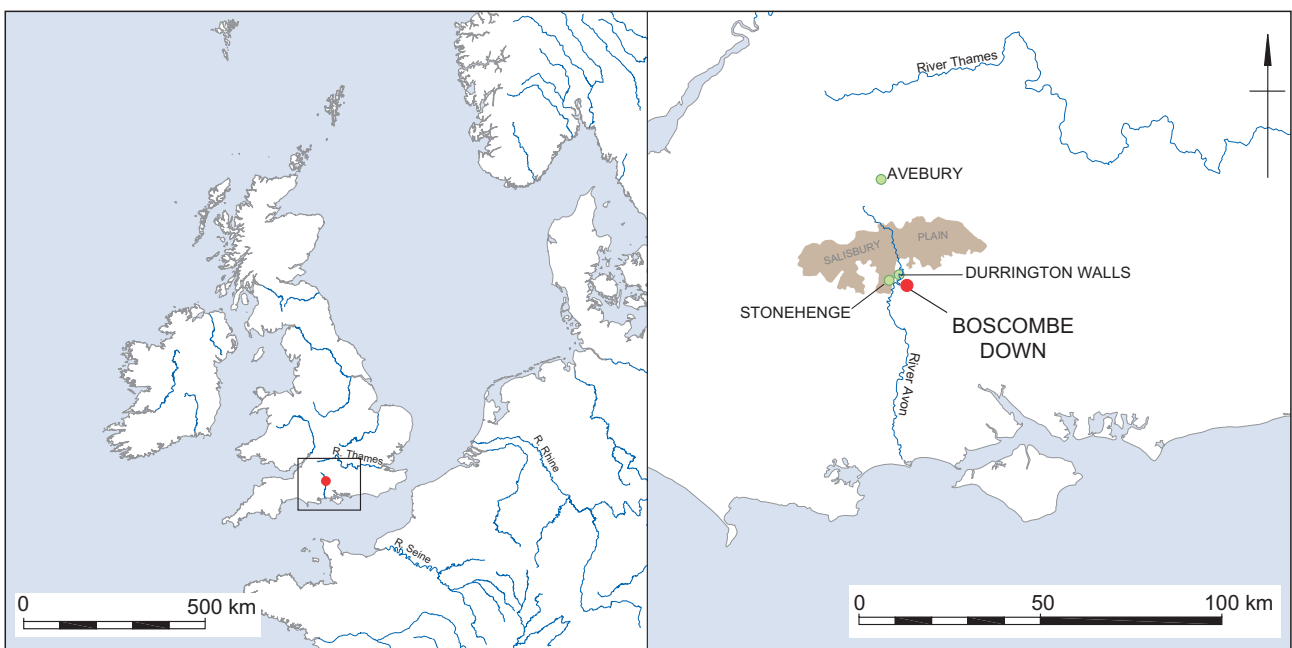 R. Thames
R. Rhine
R. Seine
0 500 km
River Thames
AVEBURY
SALISBURY PLAIN
DURRINGTON WALLS
STONEHENGE
BOSCOMBE
DOWN
River Avon
0 50 100 km